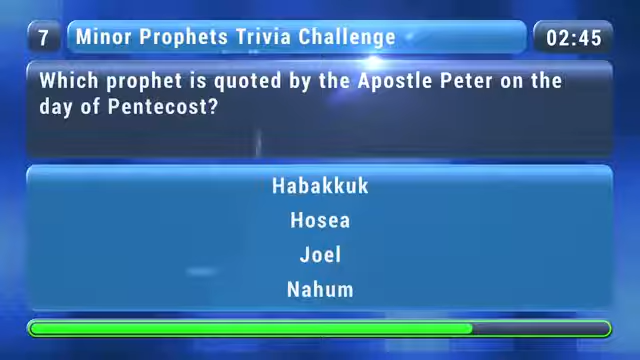 7
Minor Prophets Trivia Challenge
02:45
Which prophet is quoted by the Apostle Peter on the
day of Pentecost?
Habakkuk
Hosea
Joel
Nahum